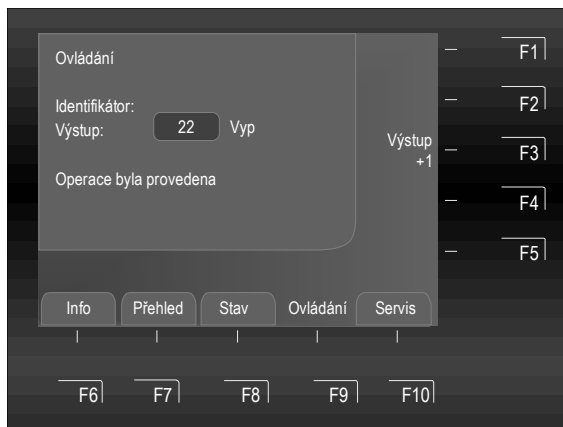 Ovládání
Identifikátor:
Výstup: 22 Vyp
Operace byla provedena
Výstup
+1
F1
F2
F3
F4
F5
Info Přehled Stav Ovládání Servis
F6 F7 F8 F9 F10